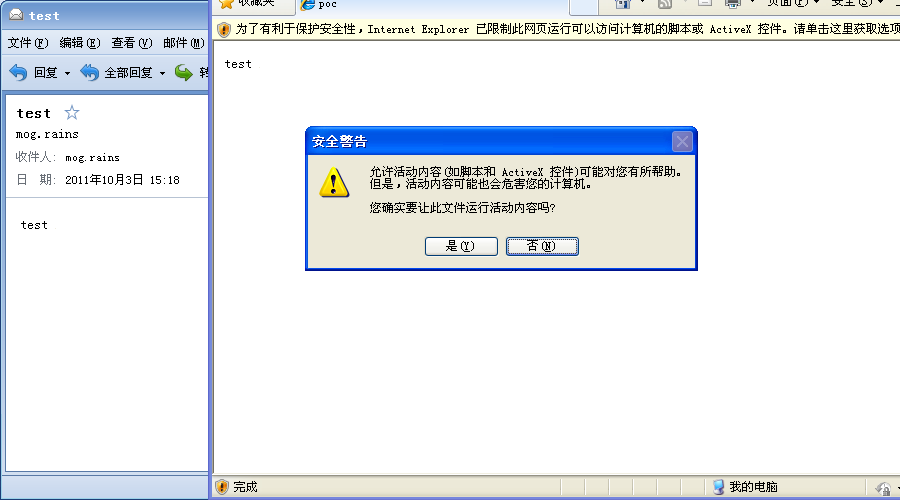 test
文件(F) 编辑(E) 查看(V) 邮件(M)
回复 全部回复
test
mog.rains
收件人: mog.rains
日 期: 2011年10月3日 15:18
test
收藏夹 poc 页面(P) 安全(S)
为了有利于保护安全性，Internet Explorer 已限制此网页运行可以访问计算机的脚本或 ActiveX 控件。请单击这里获取选项
test
安全警告
允许活动内容(如脚本和 ActiveX 控件)可能对您有所帮助。
但是，活动内容可能也会危害您的计算机。
您确实要让此文件运行活动内容吗?
是(Y) 否(N)
完成 我的电脑